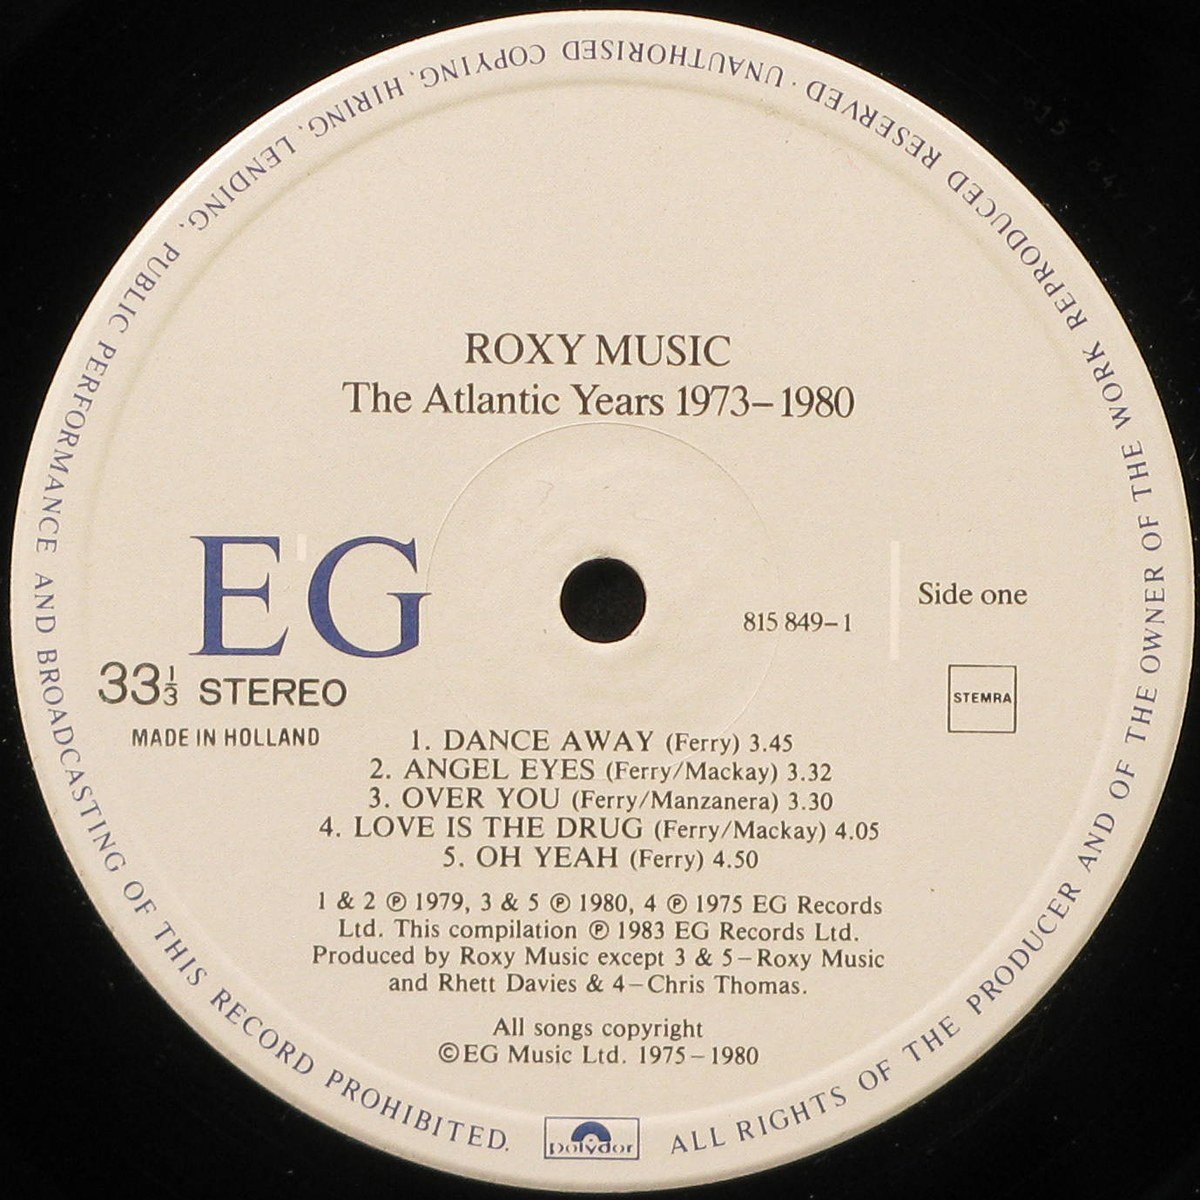 ROXY MUSIC
The Atlantic Years 1973–1980
EG
815 849–1
Side one
33⅓ STEREO
STEMRA
MADE IN HOLLAND
1. DANCE AWAY (Ferry) 3.45
2. ANGEL EYES (Ferry/Mackay) 3.32
3. OVER YOU (Ferry/Manzanera) 3.30
4. LOVE IS THE DRUG (Ferry/Mackay) 4.05
5. OH YEAH (Ferry) 4.50
1 & 2 ℗ 1979, 3 & 5 ℗ 1980, 4 ℗ 1975 EG Records
Ltd. This compilation ℗ 1983 EG Records Ltd.
Produced by Roxy Music except 3 & 5–Roxy Music
and Rhett Davies & 4–Chris Thomas.
All songs copyright
©EG Music Ltd. 1975–1980
polydor
ALL RIGHTS OF THE PRODUCER AND OF THE OWNER OF THE WORK REPRODUCED RESERVED · UNAUTHORISED COPYING, HIRING, LENDING, PUBLIC PERFORMANCE AND BROADCASTING OF THIS RECORD PROHIBITED.